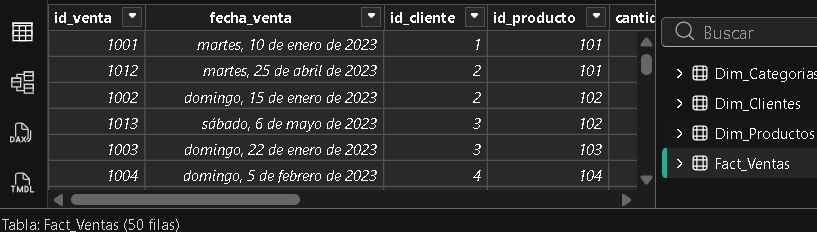 id_venta fecha_venta id_cliente id_producto cantid
1001 martes, 10 de enero de 2023 1 101
1012 martes, 25 de abril de 2023 2 101
1002 domingo, 15 de enero de 2023 2 102
1013 sábado, 6 de mayo de 2023 3 102
1003 domingo, 22 de enero de 2023 3 103
1004 domingo, 5 de febrero de 2023 4 104
DAX
TMDL
Buscar
Dim_Categorias
Dim_Clientes
Dim_Productos
Fact_Ventas
Tabla: Fact_Ventas (50 filas)